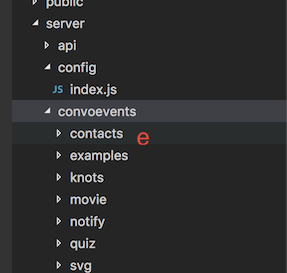 public
server
api
config
JS index.js
convoevents
contacts e
examples
knots
movie
notify
quiz
svg